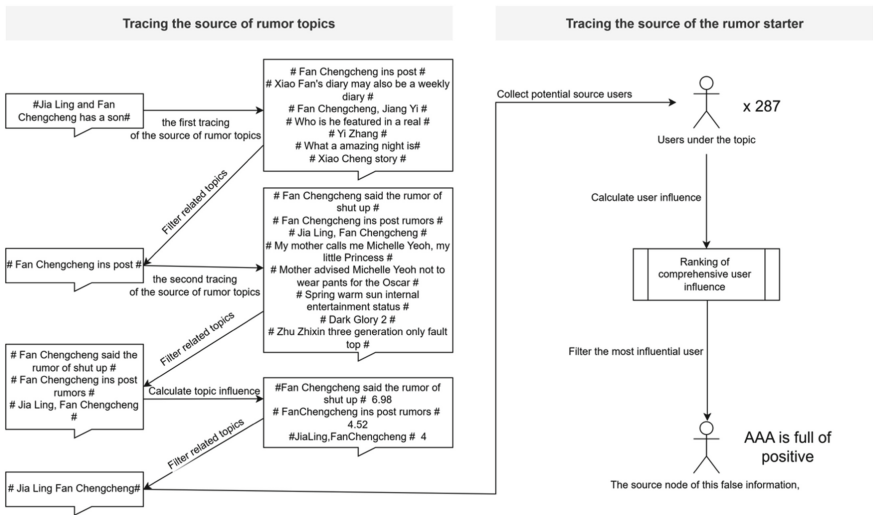 Tracing the source of rumor topics
#Jia Ling and Fan
Chengcheng has a son#
the first tracing
of the source of rumor topics
# Fan Chengcheng ins post #
# Xiao Fan's diary may also be a weekly
diary #
# Fan Chengcheng, Jiang Yi #
# Who is he featured in a real #
# Yi Zhang #
# What a amazing night is#
# Xiao Cheng story #
Filter related topics
# Fan Chengcheng ins post #
the second tracing
of the source of rumor topics
# Fan Chengcheng said the rumor of
shut up #
# Fan Chengcheng ins post rumors #
# Jia Ling, Fan Chengcheng #
# My mother calls me Michelle Yeoh, my
little Princess #
# Mother advised Michelle Yeoh not to
wear pants for the Oscar #
# Spring warm sun internal
entertainment status #
# Dark Glory 2 #
# Zhu Zhixin three generation only fault
top #
Filter related topics
# Fan Chengcheng said the
rumor of shut up #
# Fan Chengcheng ins post
rumors #
# Jia Ling, Fan Chengcheng
#
Calculate topic influence
#Fan Chengcheng said the rumor of
shut up # 6.98
# FanChengcheng ins post rumors #
4.52
#JiaLing,FanChengcheng # 4
Filter related topics
# Jia Ling Fan Chengcheng#
Tracing the source of the rumor starter
Collect potential source users
x 287
Users under the topic
Calculate user influence
Ranking of
comprehensive user
influence
Filter the most influential user
AAA is full of
positive
The source node of this false information,